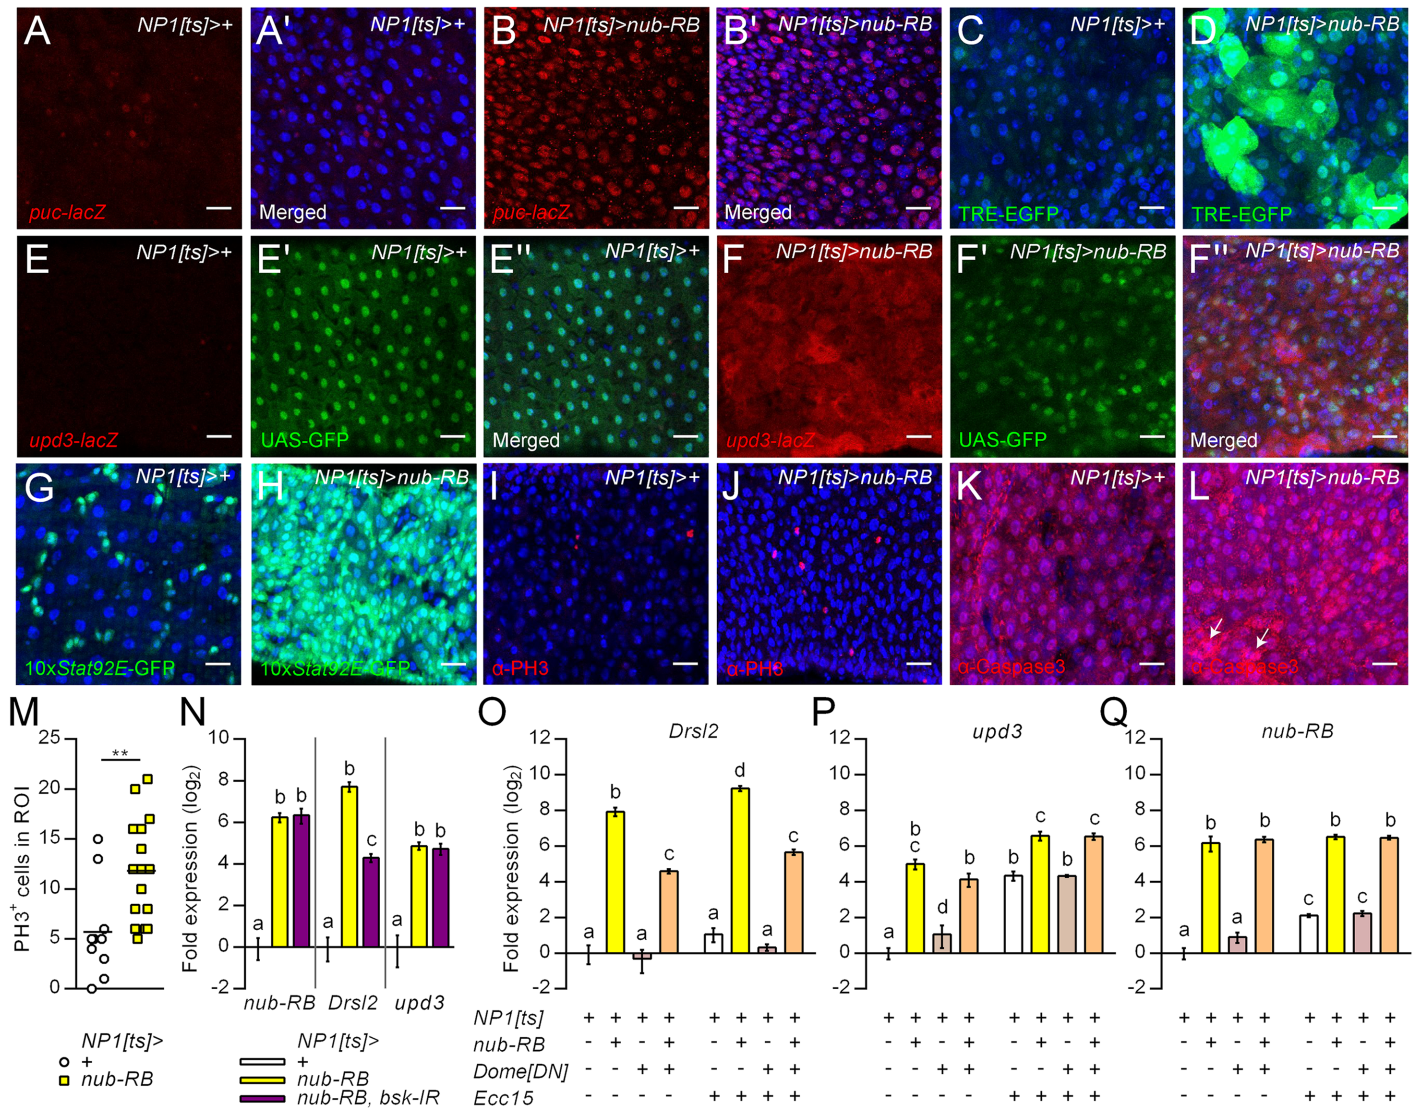 A NP1[ts]>+
A' NP1[ts]>+
B NP1[ts]>nub-RB
B' NP1[ts]>nub-RB
C NP1[ts]>+
D NP1[ts]>nub-RB
puc-lacZ
Merged
puc-lacZ
Merged
TRE-EGFP
TRE-EGFP
E NP1[ts]>+
E' NP1[ts]>+
E'' NP1[ts]>+
F NP1[ts]>nub-RB
F' NP1[ts]>nub-RB
F'' NP1[ts]>nub-RB
upd3-lacZ
UAS-GFP
Merged
upd3-lacZ
UAS-GFP
Merged
G NP1[ts]>+
H NP1[ts]>nub-RB
I NP1[ts]>+
J NP1[ts]>nub-RB
K NP1[ts]>+
L NP1[ts]>nub-RB
10xStat92E-GFP
10xStat92E-GFP
α-PH3
α-PH3
α-Caspase3
α-Caspase3
M
PH3+ cells in ROI
25
20
15
10
5
0
**
NP1[ts]>
+
nub-RB
N
Fold expression (log2)
10
8
6
4
2
0
-2
a b b
a b c
a b b
nub-RB Drsl2 upd3
NP1[ts]>
+
nub-RB
nub-RB, bsk-IR
O
Drsl2
Fold expression (log2)
12
10
8
6
4
2
0
-2
a b a c a d a c
P
upd3
12
10
8
6
4
2
0
-2
a b c d b b c b c
Q
nub-RB
12
10
8
6
4
2
0
-2
a b a b c b c b
NP1[ts] + + + + + + + + + + + + + + + + + + + + + + + +
nub-RB - + - + - + - + - + - + - + - + - + - + - + - +
Dome[DN] - - + + - - + + - - + + - - + + - - + + - - + +
Ecc15 - - - - + + + + - - - - + + + + - - - - + + + +